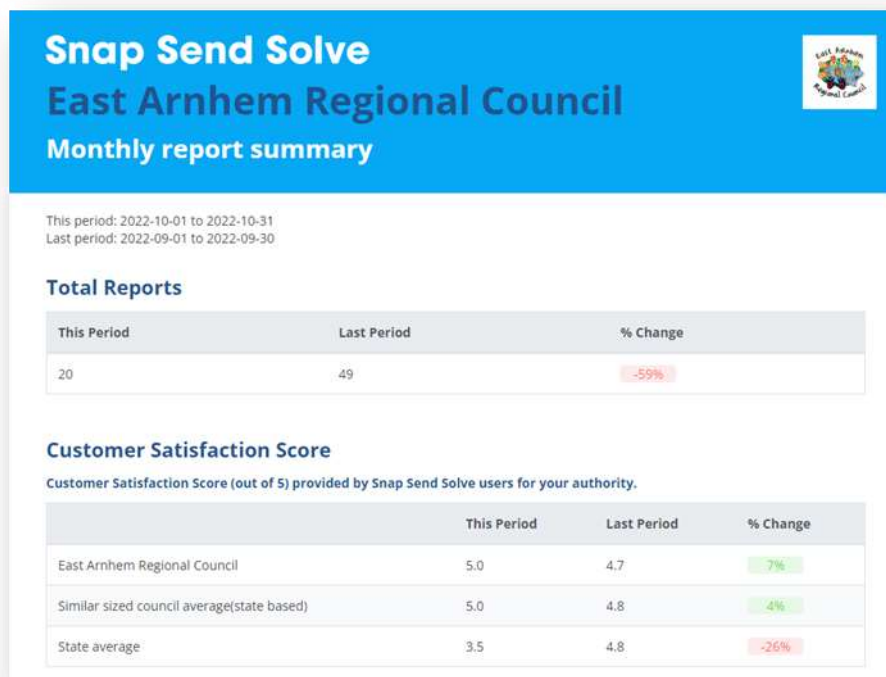 Snap Send Solve
East Arnhem Regional Council
East Arnhem
Regional Council
Monthly report summary
This period: 2022-10-01 to 2022-10-31
Last period: 2022-09-01 to 2022-09-30
Total Reports
This Period Last Period % Change
20 49 -59%
Customer Satisfaction Score
Customer Satisfaction Score (out of 5) provided by Snap Send Solve users for your authority.
This Period Last Period % Change
East Arnhem Regional Council 5.0 4.7 7%
Similar sized council average(state based) 5.0 4.8 4%
State average 3.5 4.8 -26%